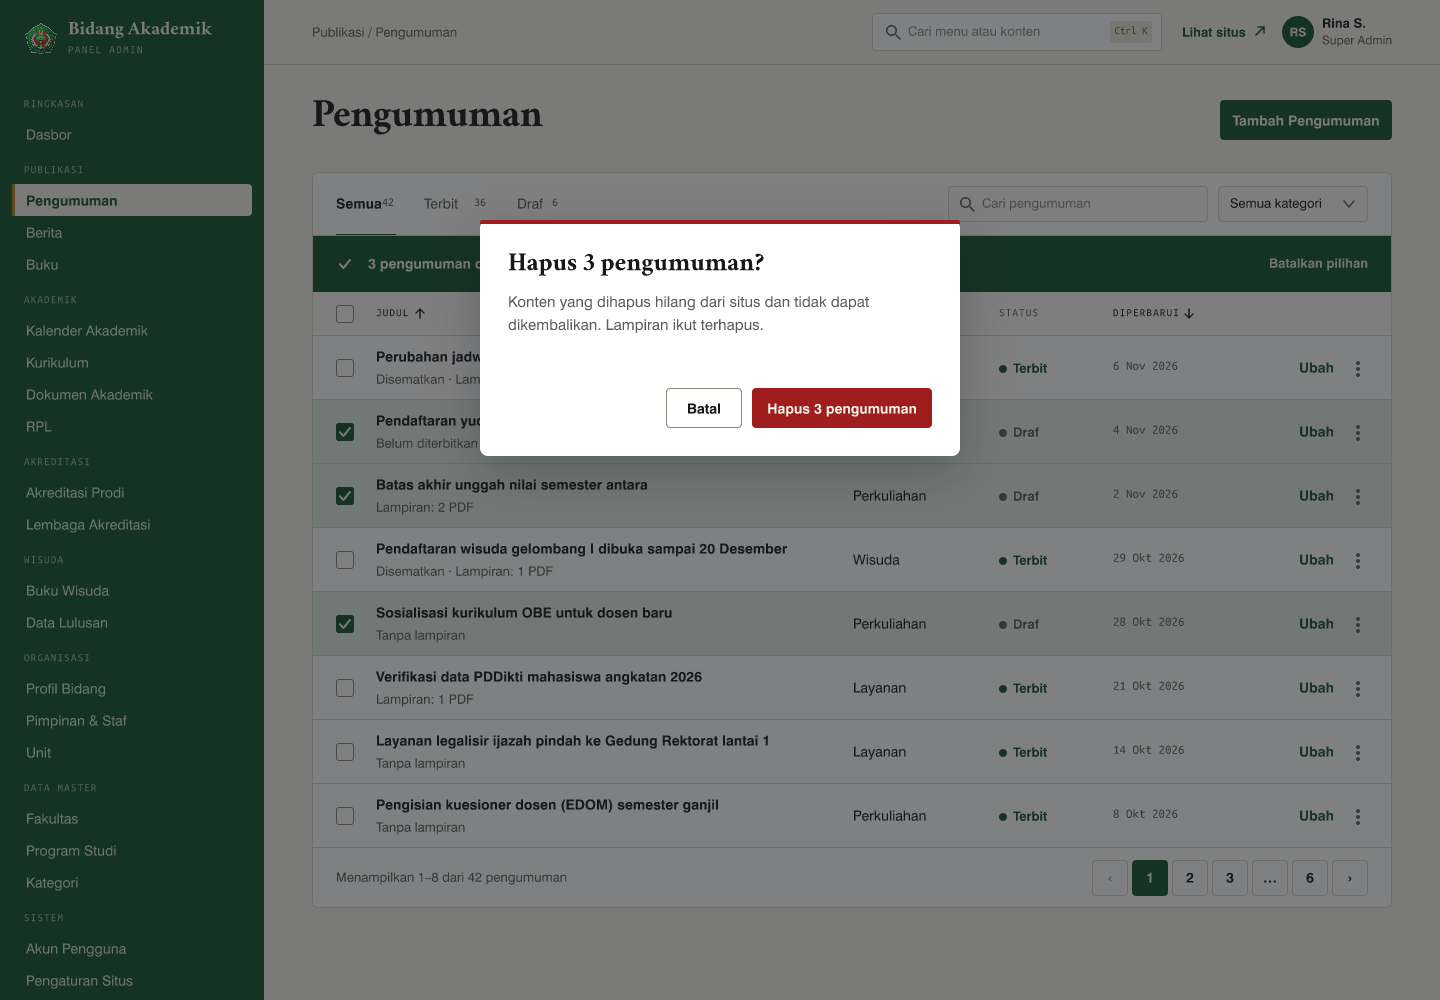 Bidang Akademik
PANEL ADMIN
RINGKASAN
Dasbor
PUBLIKASI
Pengumuman
Berita
Buku
AKADEMIK
Kalender Akademik
Kurikulum
Dokumen Akademik
RPL
AKREDITASI
Akreditasi Prodi
Lembaga Akreditasi
WISUDA
Buku Wisuda
Data Lulusan
ORGANISASI
Profil Bidang
Pimpinan & Staf
Unit
DATA MASTER
Fakultas
Program Studi
Kategori
SISTEM
Akun Pengguna
Pengaturan Situs
Publikasi / Pengumuman
Cari menu atau konten Ctrl K
Lihat situs
RS
Rina S.
Super Admin
Pengumuman
Tambah Pengumuman
Semua 42 Terbit 36 Draf 6
Cari pengumuman
Semua kategori
3 pengumuman
Batalkan pilihan
Hapus 3 pengumuman?
Konten yang dihapus hilang dari situs dan tidak dapat
dikembalikan. Lampiran ikut terhapus.
Batal
Hapus 3 pengumuman
JUDUL STATUS DIPERBARUI
Perubahan Terbit 6 Nov 2026 Ubah
Disematkan ·
Pendaftaran Draf 4 Nov 2026 Ubah
Belum diterbitkan
Batas akhir unggah nilai semester antara Perkuliahan Draf 2 Nov 2026 Ubah
Lampiran: 2 PDF
Pendaftaran wisuda gelombang I dibuka sampai 20 Desember Wisuda Terbit 29 Okt 2026 Ubah
Disematkan · Lampiran: 1 PDF
Sosialisasi kurikulum OBE untuk dosen baru Perkuliahan Draf 28 Okt 2026 Ubah
Tanpa lampiran
Verifikasi data PDDikti mahasiswa angkatan 2026 Layanan Terbit 21 Okt 2026 Ubah
Lampiran: 1 PDF
Layanan legalisir ijazah pindah ke Gedung Rektorat lantai 1 Layanan Terbit 14 Okt 2026 Ubah
Tanpa lampiran
Pengisian kuesioner dosen (EDOM) semester ganjil Perkuliahan Terbit 8 Okt 2026 Ubah
Tanpa lampiran
Menampilkan 1–8 dari 42 pengumuman
‹ 1 2 3 … 6 ›